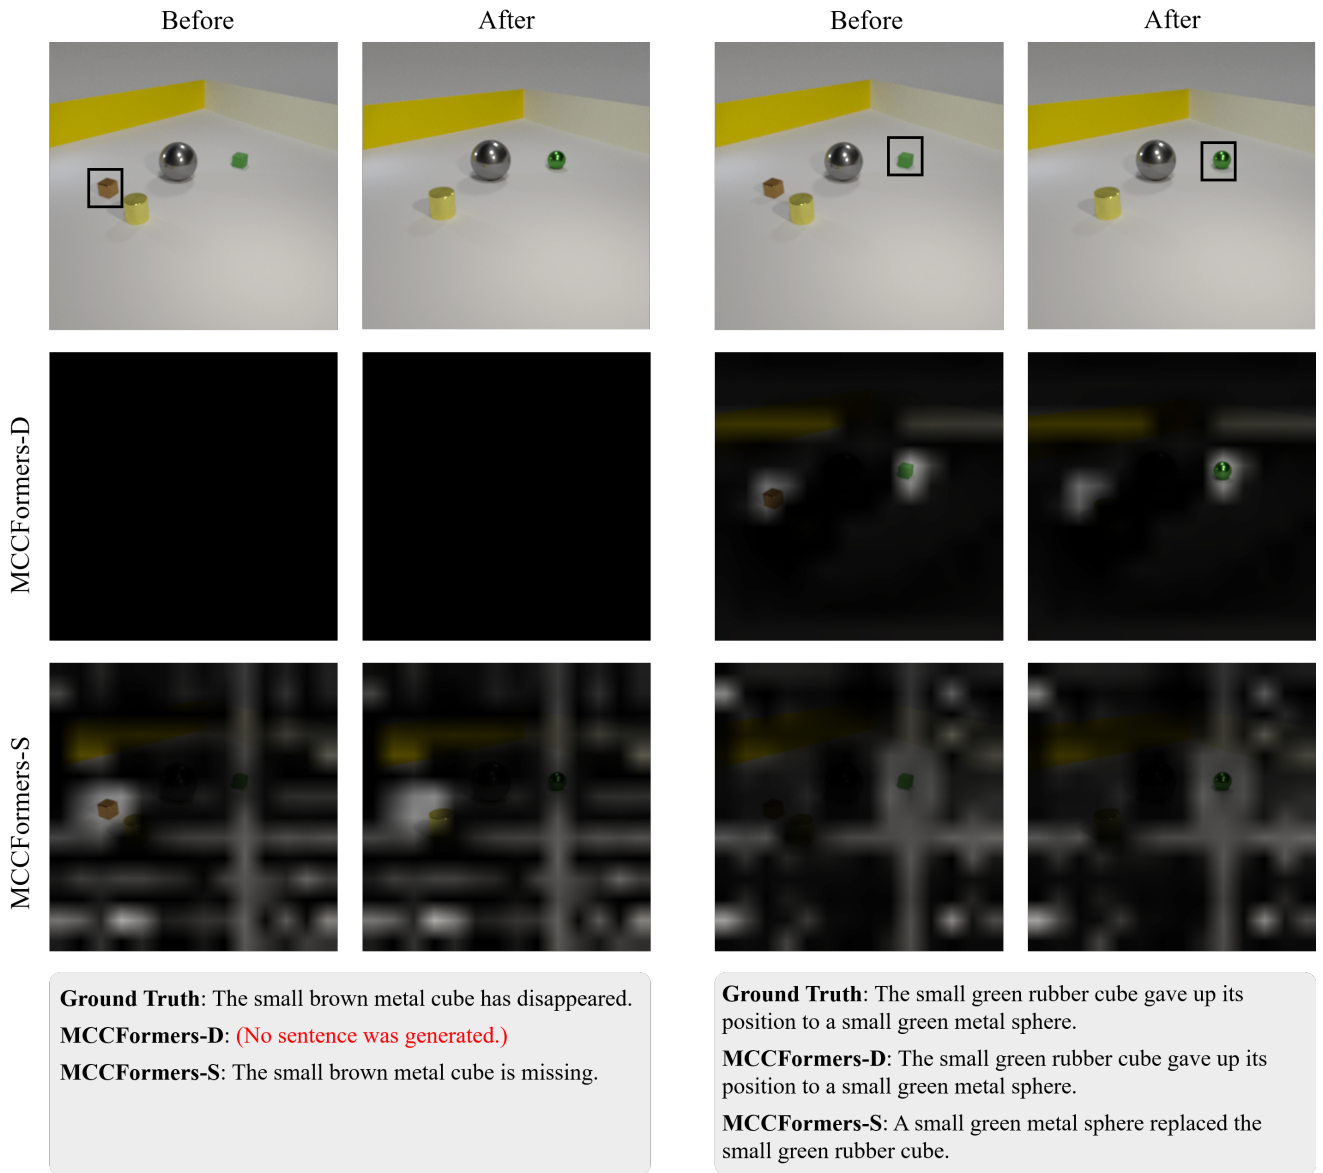 Before
After
Before
After
MCCFormers-D
MCCFormers-S
Ground Truth: The small brown metal cube has disappeared.
MCCFormers-D: (No sentence was generated.)
MCCFormers-S: The small brown metal cube is missing.
Ground Truth: The small green rubber cube gave up its
position to a small green metal sphere.
MCCFormers-D: The small green rubber cube gave up its
position to a small green metal sphere.
MCCFormers-S: A small green metal sphere replaced the
small green rubber cube.